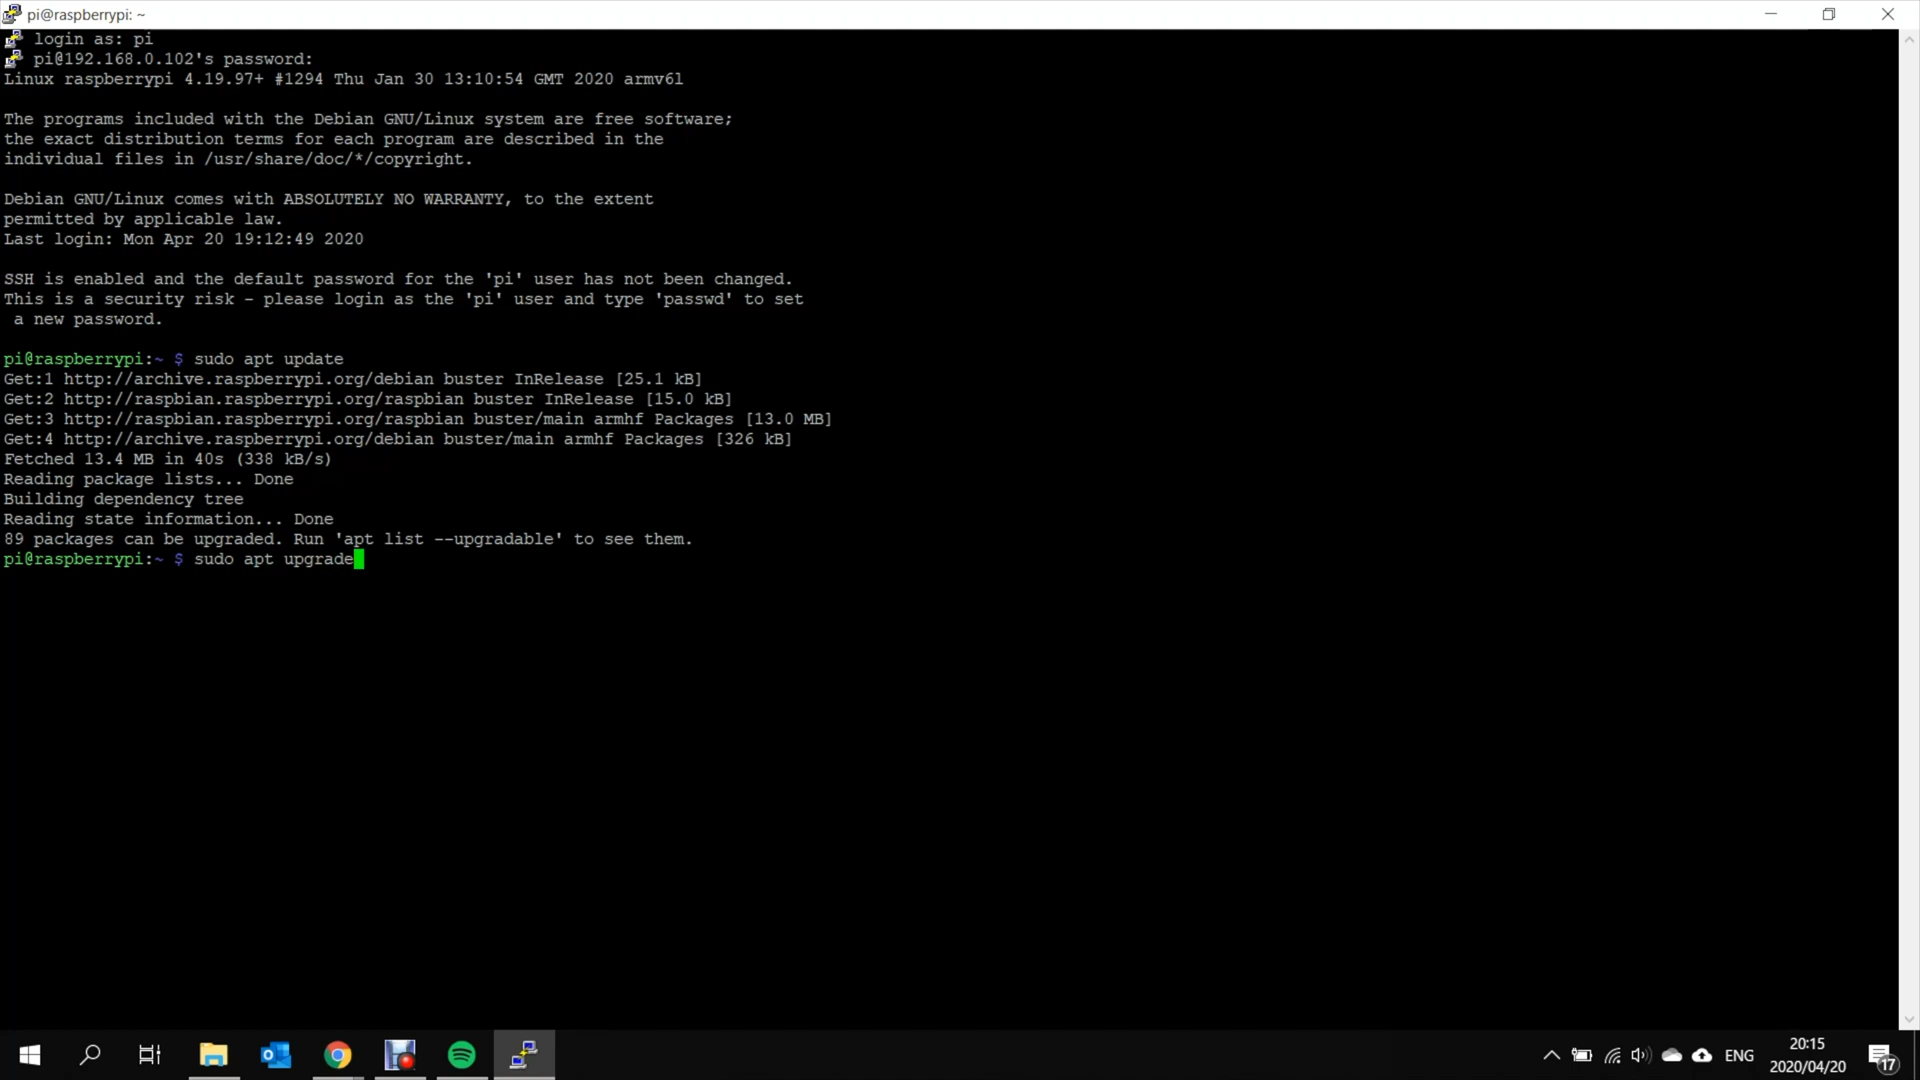 pi@raspberrypi: ~
login as: pi
pi@192.168.0.102's password:
Linux raspberrypi 4.19.97+ #1294 Thu Jan 30 13:10:54 GMT 2020 armv6l
The programs included with the Debian GNU/Linux system are free software;
the exact distribution terms for each program are described in the
individual files in /usr/share/doc/*/copyright.
Debian GNU/Linux comes with ABSOLUTELY NO WARRANTY, to the extent
permitted by applicable law.
Last login: Mon Apr 20 19:12:49 2020
SSH is enabled and the default password for the 'pi' user has not been changed.
This is a security risk - please login as the 'pi' user and type 'passwd' to set
a new password.
pi@raspberrypi:~ $ sudo apt update
Get:1 http://archive.raspberrypi.org/debian buster InRelease [25.1 kB]
Get:2 http://raspbian.raspberrypi.org/raspbian buster InRelease [15.0 kB]
Get:3 http://raspbian.raspberrypi.org/raspbian buster/main armhf Packages [13.0 MB]
Get:4 http://archive.raspberrypi.org/debian buster/main armhf Packages [326 kB]
Fetched 13.4 MB in 40s (338 kB/s)
Reading package lists... Done
Building dependency tree
Reading state information... Done
89 packages can be upgraded. Run 'apt list --upgradable' to see them.
pi@raspberrypi:~ $ sudo apt upgrade
ENG
20:15
2020/04/20
17